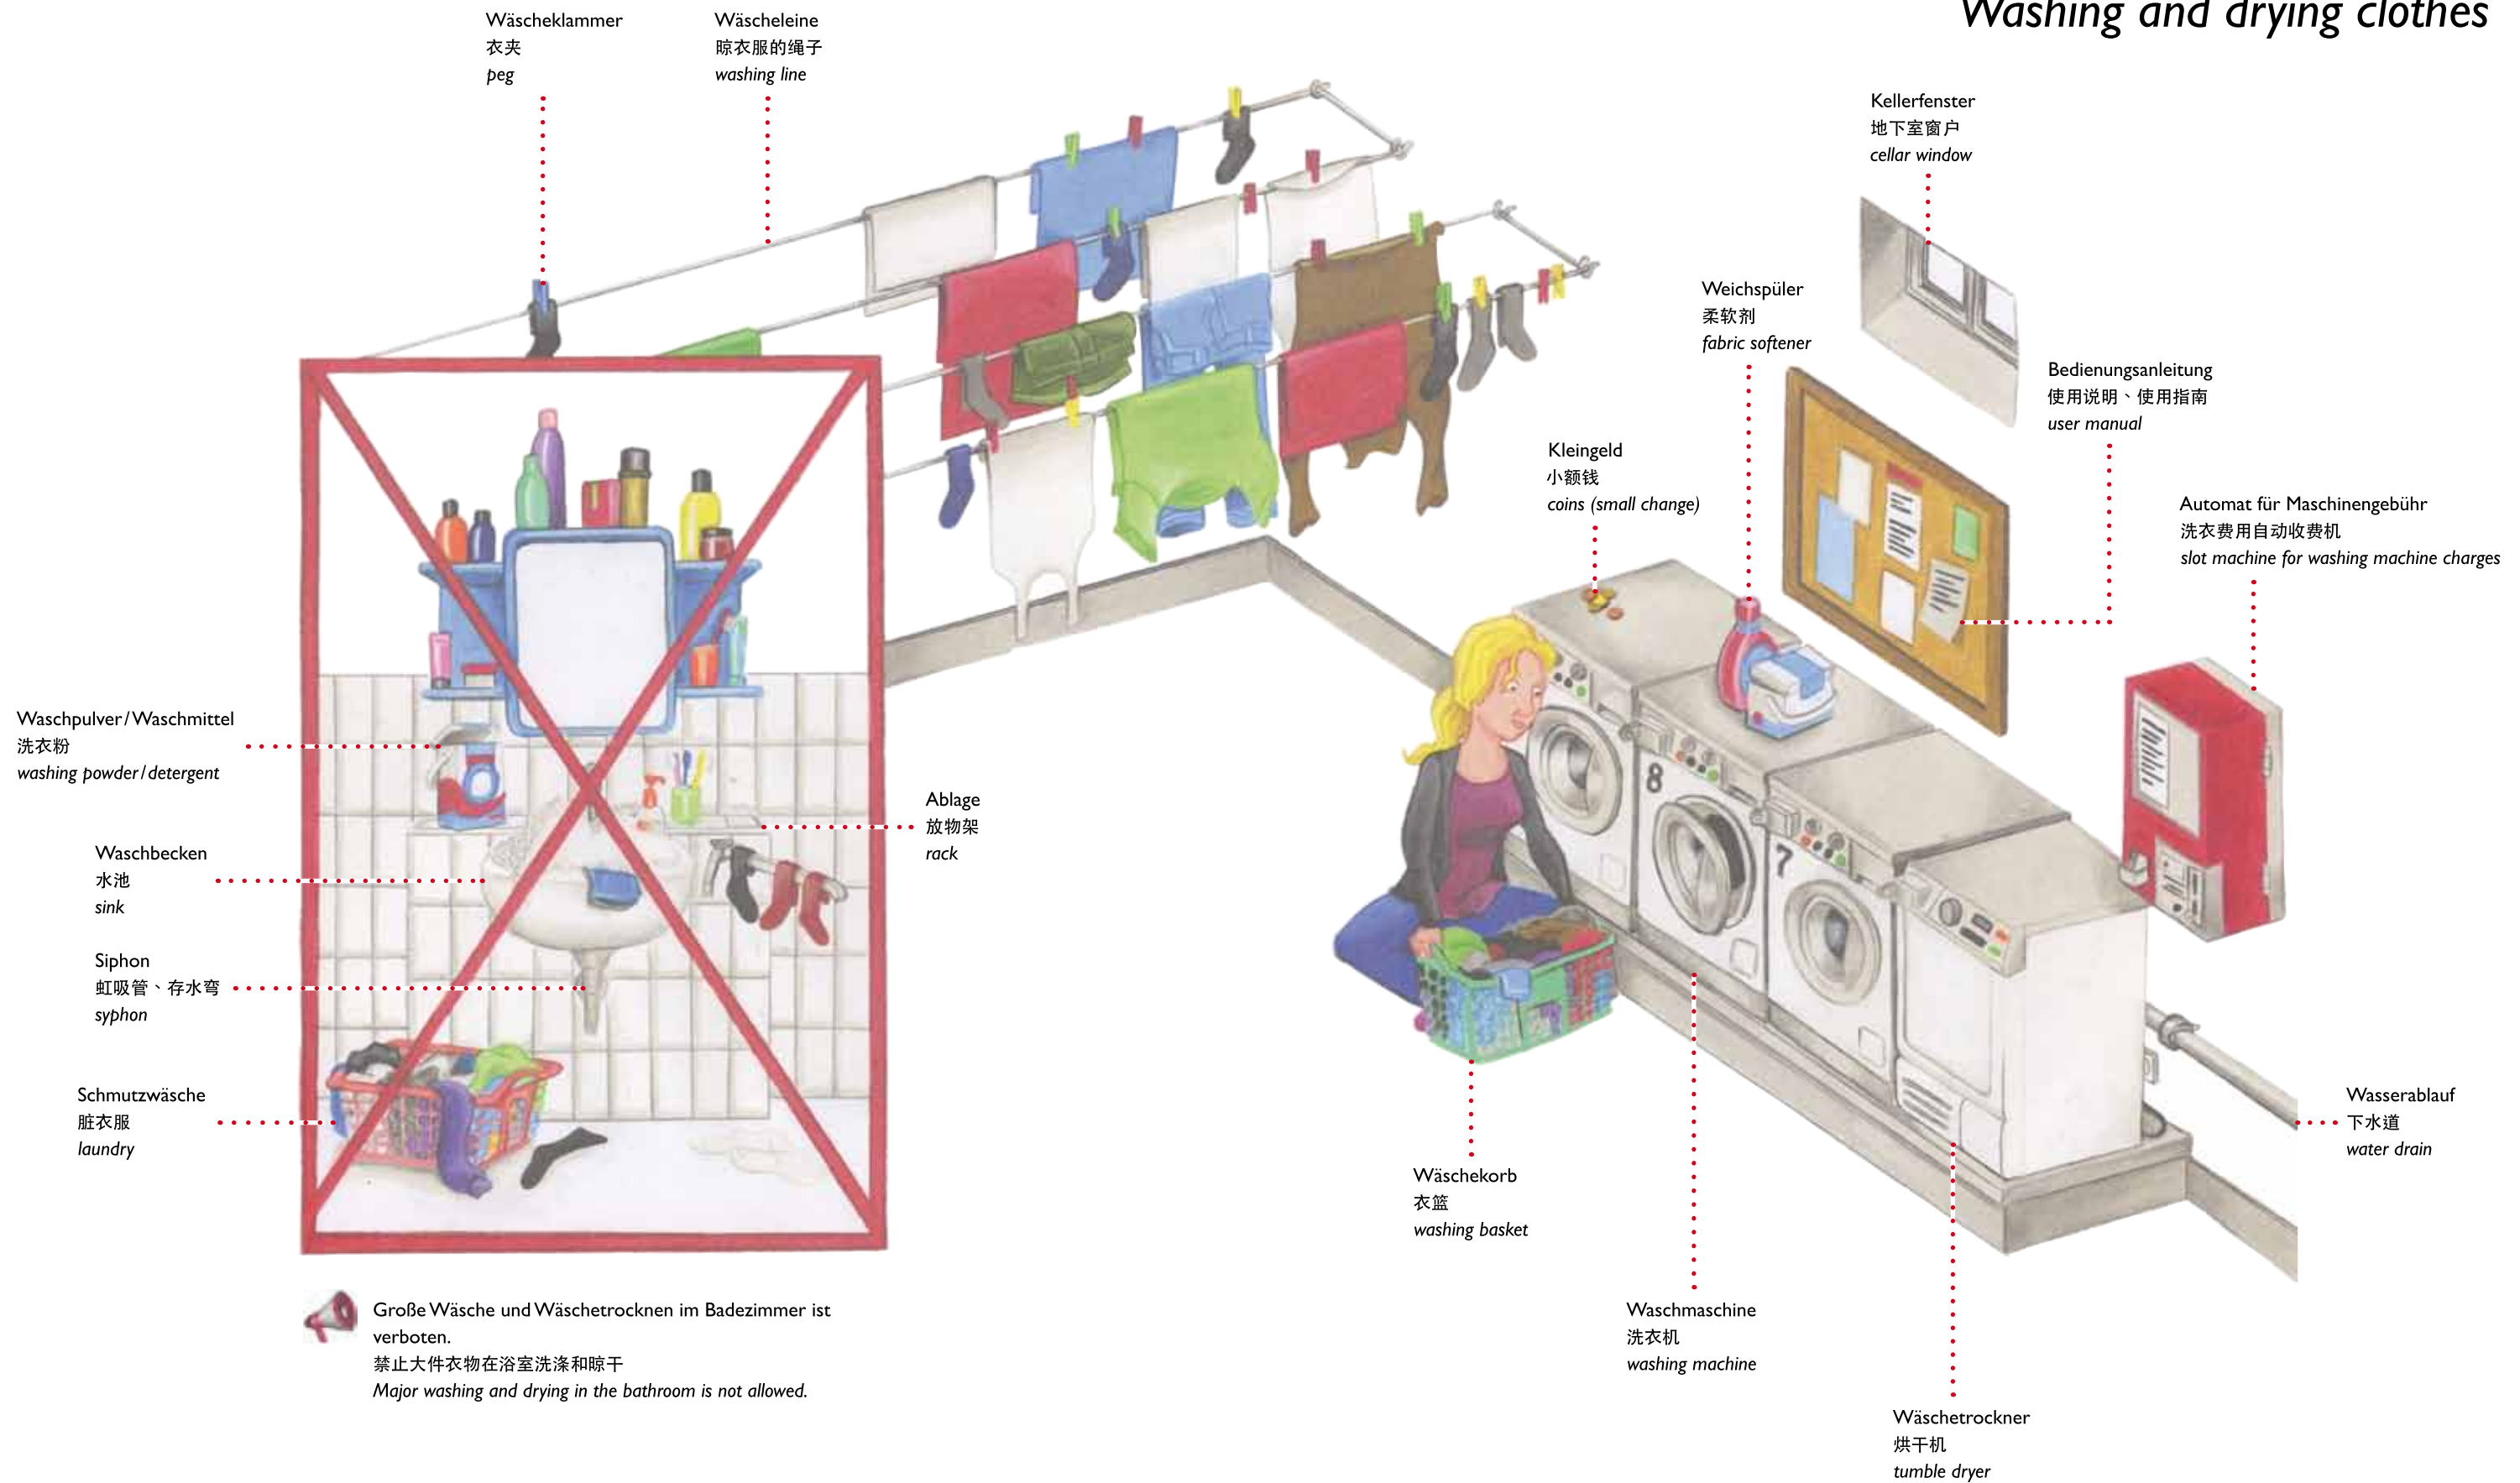 Washing and drying clothes
Wäscheklammer
衣夹
peg
Wäscheleine
晾衣服的绳子
washing line
Kellerfenster
地下室窗户
cellar window
Weichspüler
柔软剂
fabric softener
Bedienungsanleitung
使用说明、使用指南
user manual
Kleingeld
小额钱
coins (small change)
Automat für Maschinengebühr
洗衣费用自动收费机
slot machine for washing machine charges
Waschpulver/Waschmittel
洗衣粉
washing powder/detergent
Ablage
放物架
rack
8
7
Waschbecken
水池
sink
Siphon
虹吸管、存水弯
syphon
Schmutzwäsche
脏衣服
laundry
Wasserablauf
下水道
water drain
Wäschekorb
衣篮
washing basket
Große Wäsche und Wäschetrocknen im Badezimmer ist
verboten.
禁止大件衣物在浴室洗涤和晾干
Major washing and drying in the bathroom is not allowed.
Waschmaschine
洗衣机
washing machine
Wäschetrockner
烘干机
tumble dryer